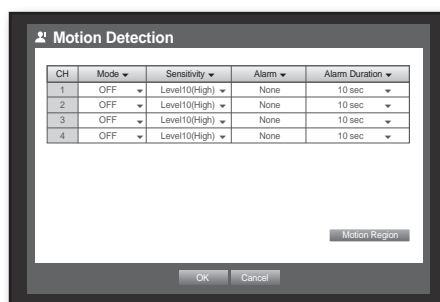 Motion Detection
CH Mode Sensitivity Alarm Alarm Duration
1 OFF Level10(High) None 10 sec
2 OFF Level10(High) None 10 sec
3 OFF Level10(High) None 10 sec
4 OFF Level10(High) None 10 sec
Motion Region
OK Cancel